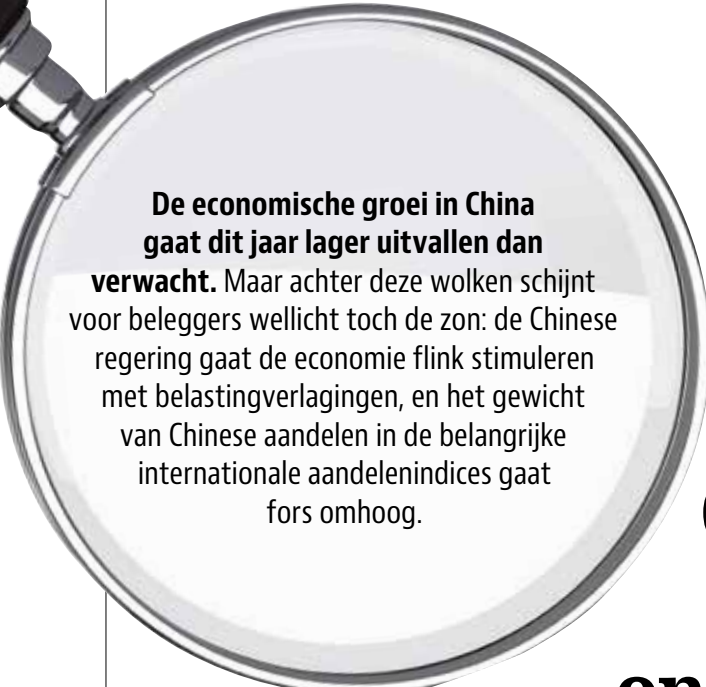 De economische groei in China
gaat dit jaar lager uitvallen dan
verwacht. Maar achter deze wolken schijnt
voor beleggers wellicht toch de zon: de Chinese
regering gaat de economie flink stimuleren
met belastingverlagingen, en het gewicht
van Chinese aandelen in de belangrijke
internationale aandelenindices gaat
fors omhoog.